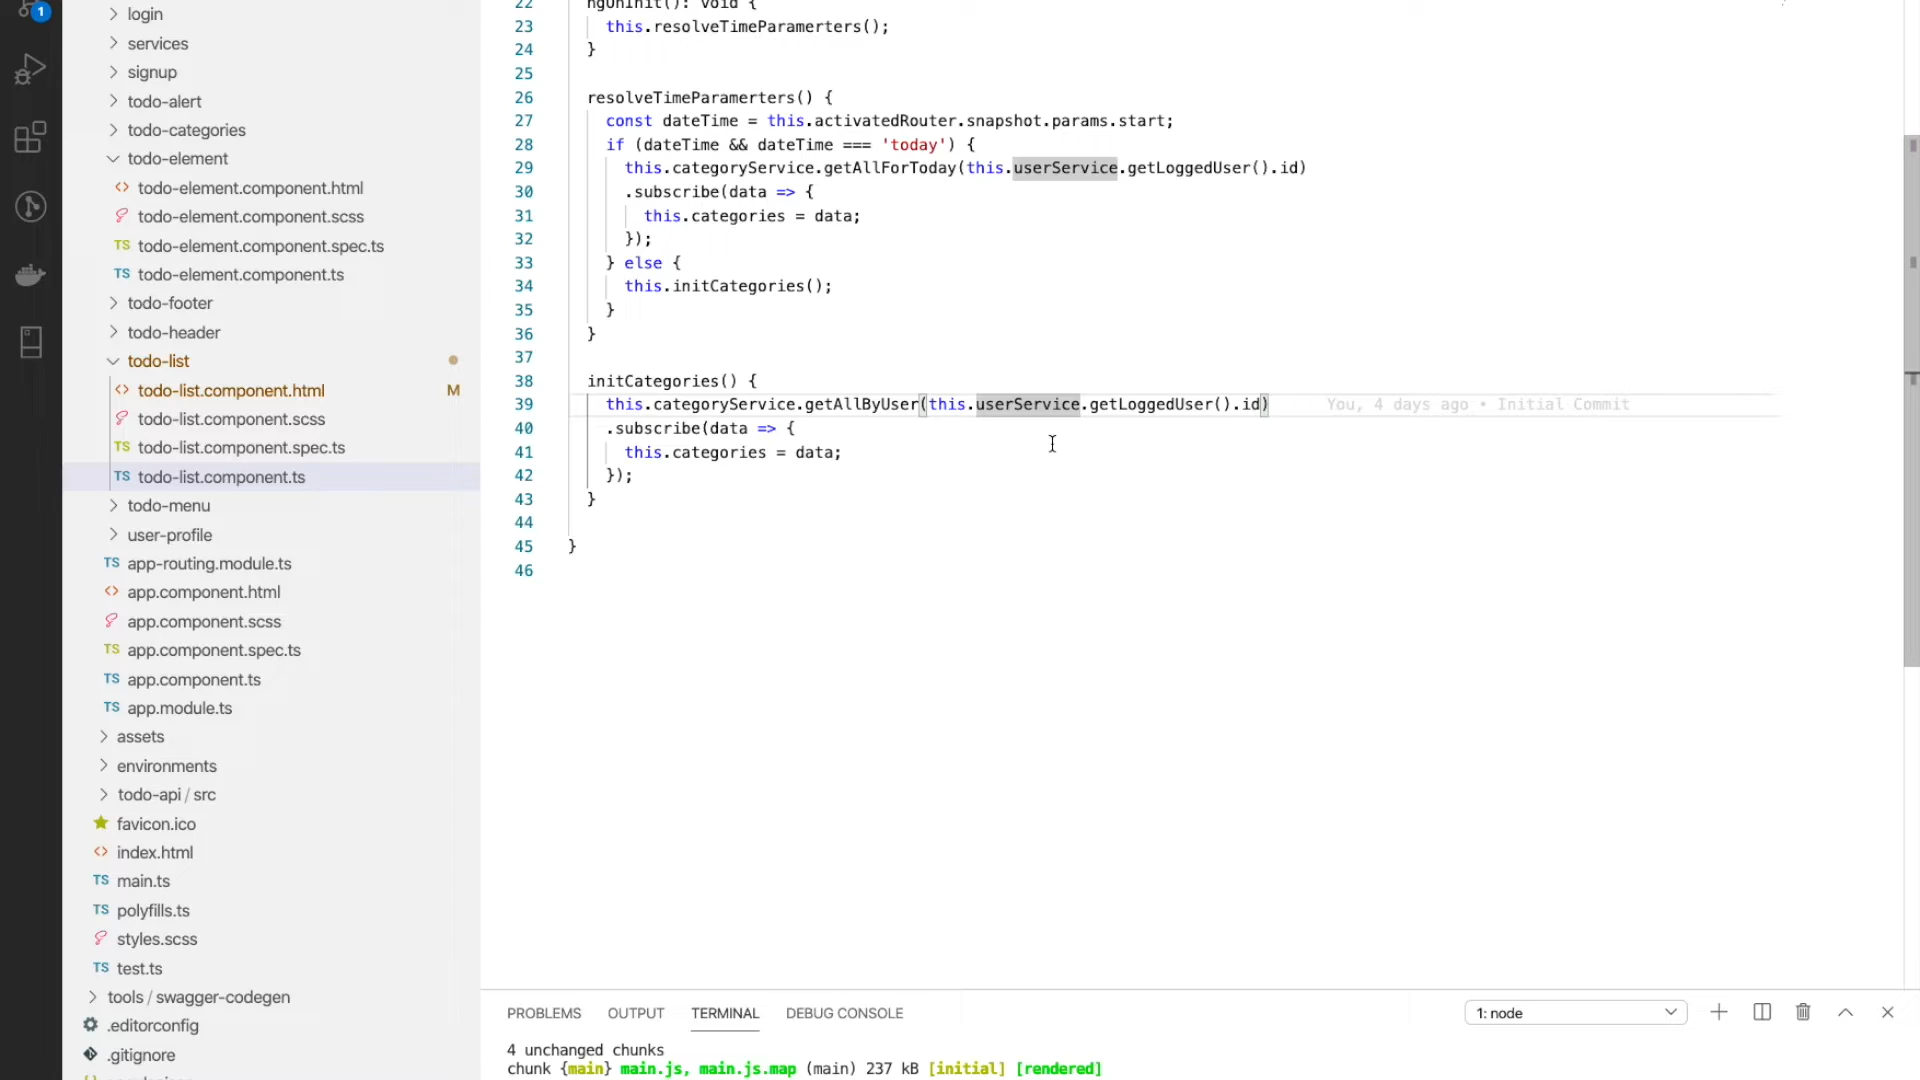 1
login
services
signup
todo-alert
todo-categories
todo-element
<> todo-element.component.html
todo-element.component.scss
TS todo-element.component.spec.ts
TS todo-element.component.ts
todo-footer
todo-header
todo-list
<> todo-list.component.html M
todo-list.component.scss
TS todo-list.component.spec.ts
TS todo-list.component.ts
todo-menu
user-profile
TS app-routing.module.ts
<> app.component.html
app.component.scss
TS app.component.spec.ts
TS app.component.ts
TS app.module.ts
assets
environments
todo-api / src
favicon.ico
<> index.html
TS main.ts
TS polyfills.ts
styles.scss
TS test.ts
tools / swagger-codegen
.editorconfig
.gitignore
22 ngOnInit(): void {
23 this.resolveTimeParamerters();
24 }
25
26 resolveTimeParamerters() {
27 const dateTime = this.activatedRouter.snapshot.params.start;
28 if (dateTime && dateTime === 'today') {
29 this.categoryService.getAllForToday(this.userService.getLoggedUser().id)
30 .subscribe(data => {
31 this.categories = data;
32 });
33 } else {
34 this.initCategories();
35 }
36 }
37
38 initCategories() {
39 this.categoryService.getAllByUser(this.userService.getLoggedUser().id) You, 4 days ago • Initial Commit
40 .subscribe(data => {
41 this.categories = data;
42 });
43 }
44
45 }
46
PROBLEMS OUTPUT TERMINAL DEBUG CONSOLE 1: node
4 unchanged chunks
chunk {main} main.js, main.js.map (main) 237 kB [initial] [rendered]